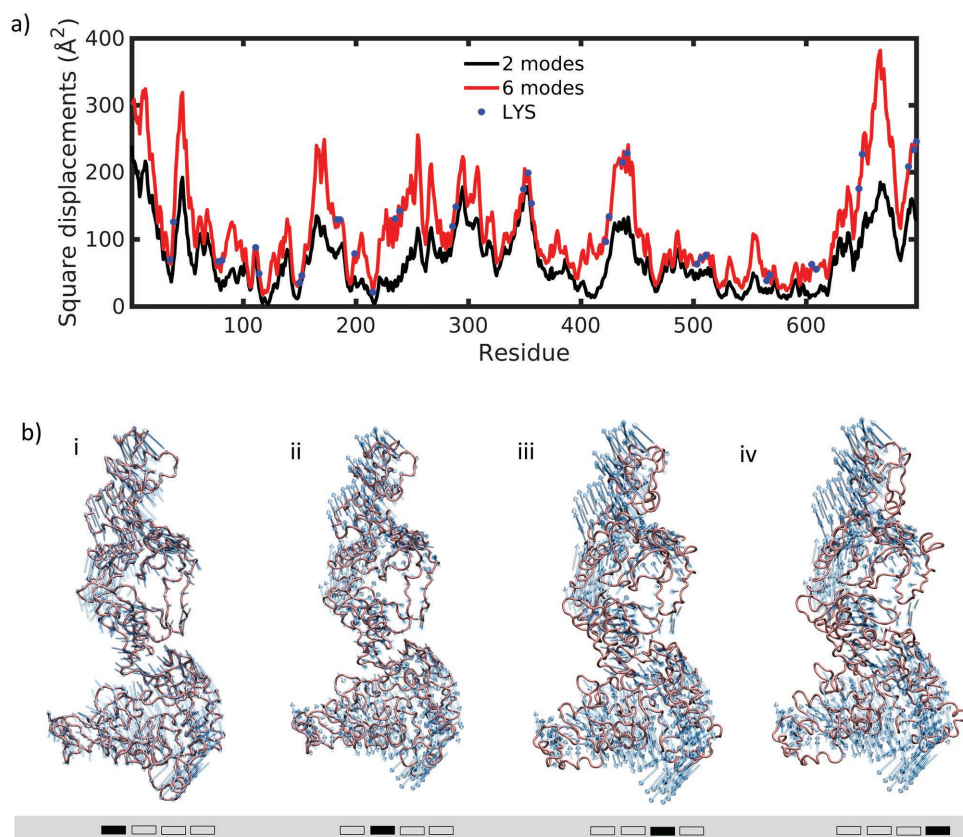 a)
Square displacements (Å²)
400
300
200
100
0
2 modes
6 modes
LYS
100 200 300 400 500 600
Residue
b)
i ii iii iv